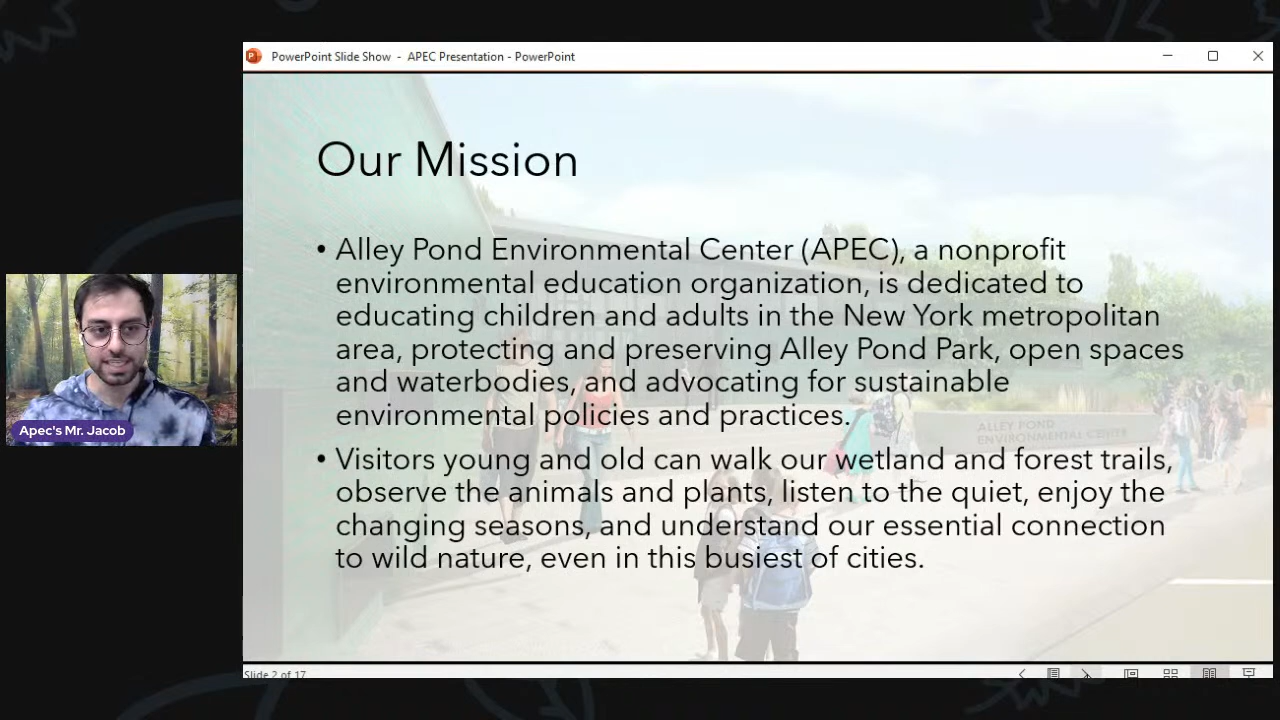 PowerPoint Slide Show - APEC Presentation - PowerPoint
Our Mission
• Alley Pond Environmental Center (APEC), a nonprofit
environmental education organization, is dedicated to
educating children and adults in the New York metropolitan
area, protecting and preserving Alley Pond Park, open spaces
and waterbodies, and advocating for sustainable
environmental policies and practices.
• Visitors young and old can walk our wetland and forest trails,
observe the animals and plants, listen to the quiet, enjoy the
changing seasons, and understand our essential connection
to wild nature, even in this busiest of cities.
ALLEY POND
ENVIRONMENTAL CENTER
Apec's Mr. Jacob
Slide 2 of 17